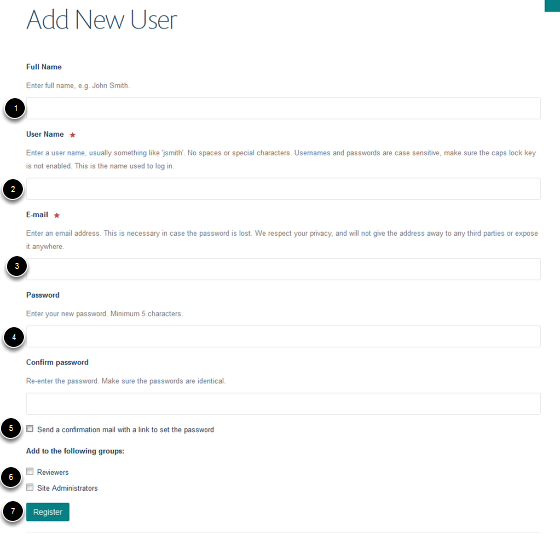 Add New User
Full Name
Enter full name, e.g. John Smith.
1
User Name ★
Enter a user name, usually something like 'jsmith'. No spaces or special characters. Usernames and passwords are case sensitive, make sure the caps lock key
is not enabled. This is the name used to log in.
2
E-mail ★
Enter an email address. This is necessary in case the password is lost. We respect your privacy, and will not give the address away to any third parties or expose
it anywhere.
3
Password
Enter your new password. Minimum 5 characters.
4
Confirm password
Re-enter the password. Make sure the passwords are identical.
5 Send a confirmation mail with a link to set the password
Add to the following groups:
6 Reviewers
Site Administrators
7 Register